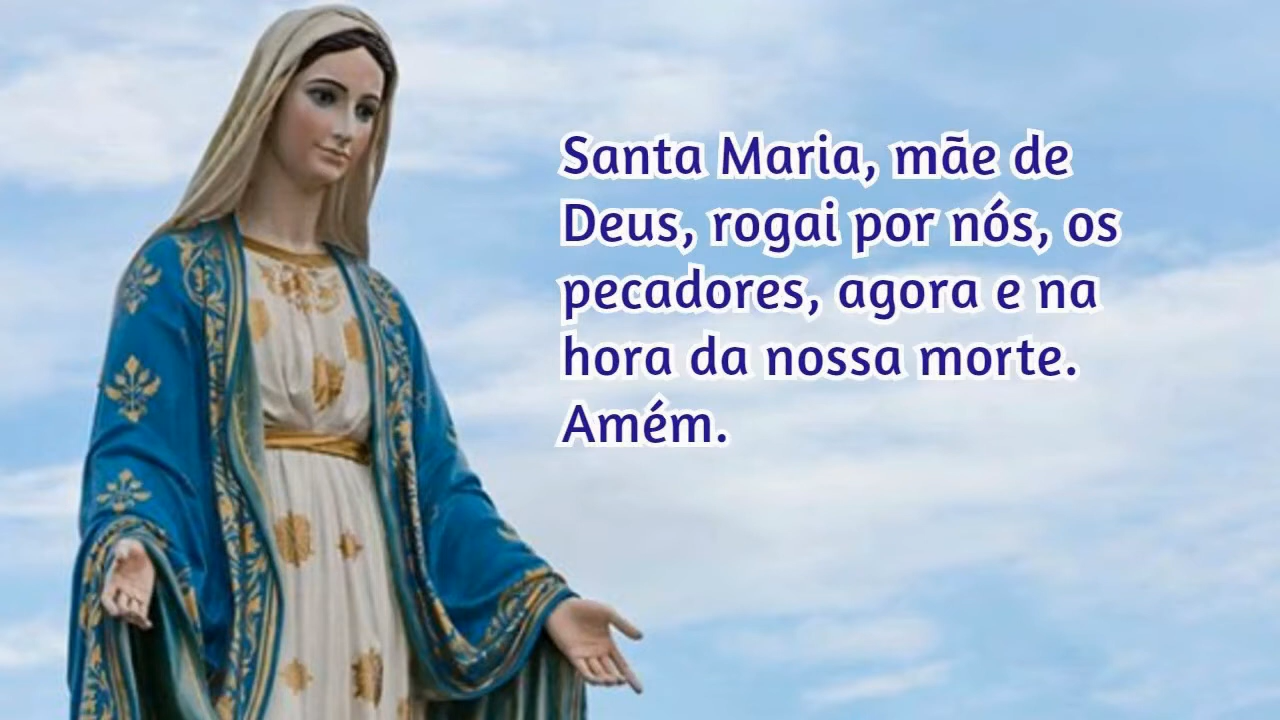 Santa Maria, mãe de
Deus, rogai por nós, os
pecadores, agora e na
hora da nossa morte.
Amém.